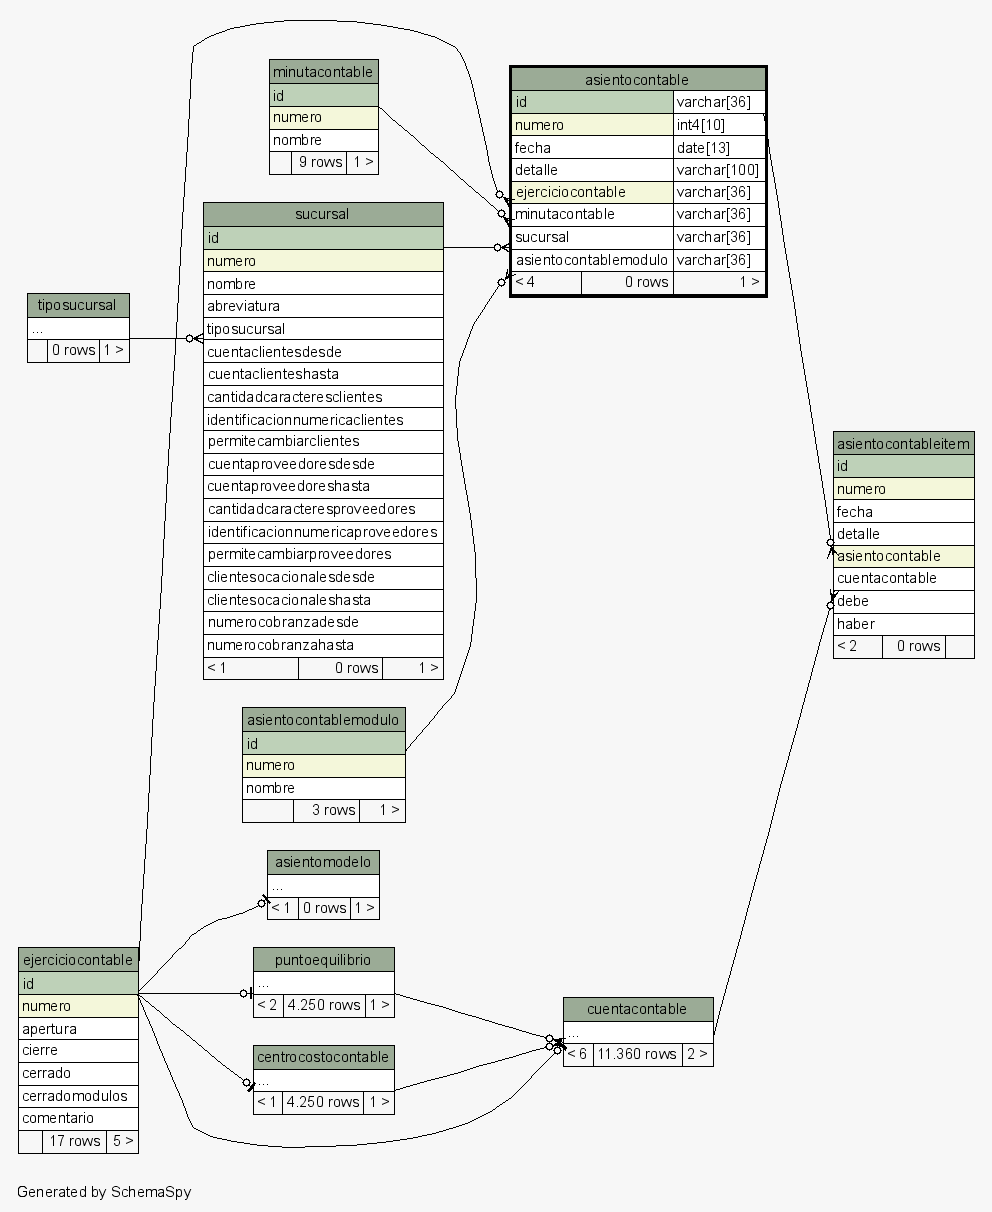 minutacontable
id
numero
nombre
9 rows 1 >
asientocontable
id varchar[36]
numero int4[10]
fecha date[13]
detalle varchar[100]
ejerciciocontable varchar[36]
minutacontable varchar[36]
sucursal varchar[36]
asientocontablemodulo varchar[36]
< 4 0 rows 1 >
sucursal
id
numero
nombre
abreviatura
tiposucursal
cuentaclientesdesde
cuentaclienteshasta
cantidadcaracteresclientes
identificacionnumericaclientes
permitecambiarclientes
cuentaproveedoresdesde
cuentaproveedoreshasta
cantidadcaracteresproveedores
identificacionnumericaproveedores
permitecambiarproveedores
clientesocacionalesdesde
clientesocacionaleshasta
numerocobranzadesde
numerocobranzahasta
< 1 0 rows 1 >
tiposucursal
...
0 rows 1 >
asientocontableitem
id
numero
fecha
detalle
asientocontable
cuentacontable
debe
haber
< 2 0 rows
asientocontablemodulo
id
numero
nombre
3 rows 1 >
asientomodelo
...
< 1 0 rows 1 >
ejerciciocontable
id
numero
apertura
cierre
cerrado
cerradomodulos
comentario
17 rows 5 >
puntoequilibrio
...
< 2 4.250 rows 1 >
centrocostocontable
...
< 1 4.250 rows 1 >
cuentacontable
...
< 6 11.360 rows 2 >
Generated by SchemaSpy